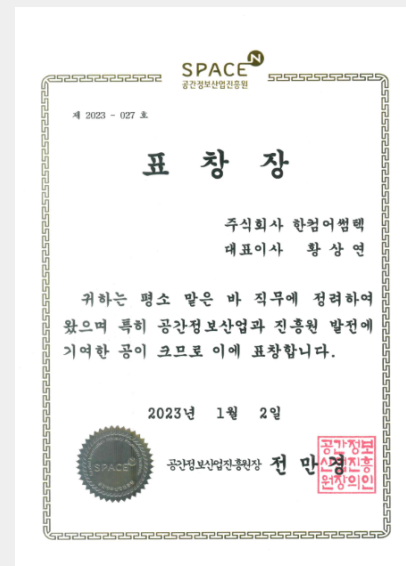 SPACE N
공간정보산업진흥원
제 2023 - 027 호
표 창 장
주식회사 한컴어썸텍
대표이사 황 상 연
귀하는 평소 맡은 바 직무에 정려하여
왔으며 특히 공간정보산업과 진흥원 발전에
기여한 공이 크므로 이에 표창합니다.
2023년 1월 2일
SPACE
공간정보산업진흥원장 전 만 경
공간정보
산업진흥
원장의인